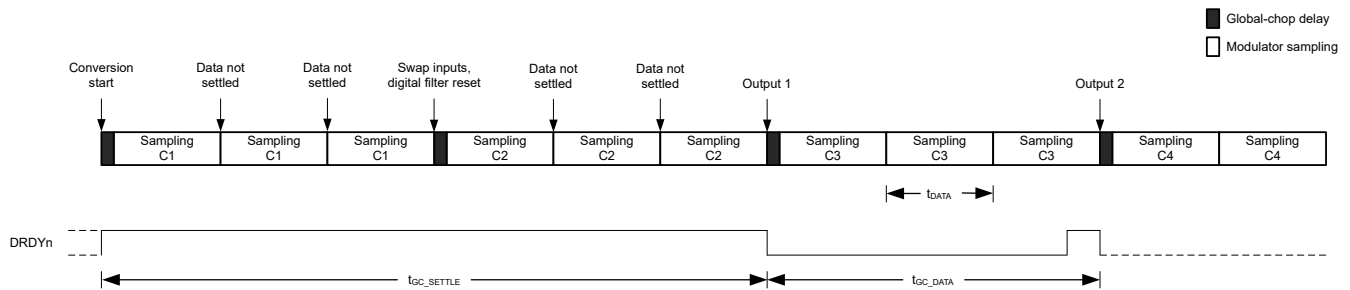 Global-chop delay
Modulator sampling
Conversion
start
Data not
settled
Data not
settled
Swap inputs,
digital filter reset
Data not
settled
Data not
settled
Output 1
Output 2
Sampling
C1
Sampling
C1
Sampling
C1
Sampling
C2
Sampling
C2
Sampling
C2
Sampling
C3
Sampling
C3
Sampling
C3
Sampling
C4
Sampling
C4
tDATA
DRDYn
tGC_SETTLE
tGC_DATA